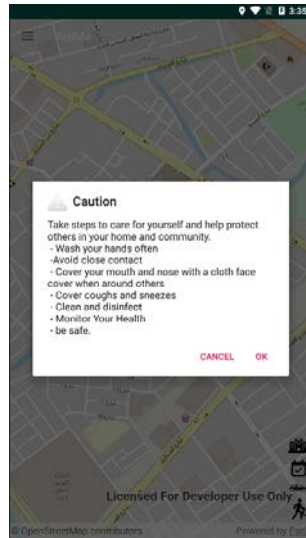 3:35
Caution
Take steps to care for yourself and help protect
others in your home and community.
- Wash your hands often
-Avoid close contact
- Cover your mouth and nose with a cloth face
cover when around others
- Cover coughs and sneezes
- Clean and disinfect
- Monitor Your Health
- be safe.
CANCEL OK
Licensed For Developer Use Only
© OpenStreetMap contributors Powered by Esri